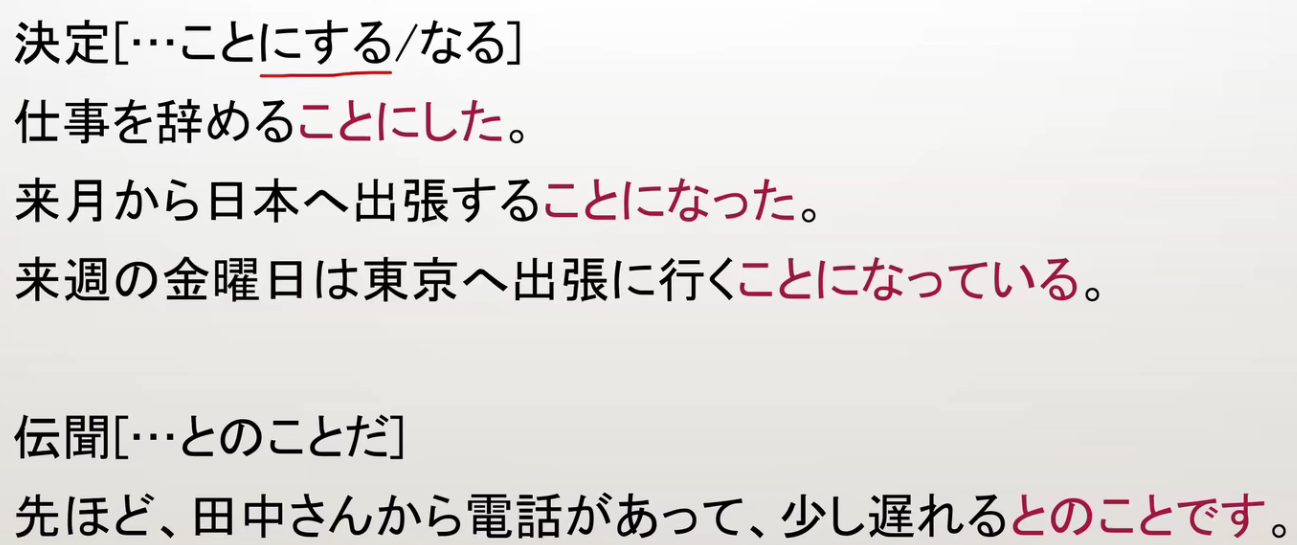 決定[…ことにする/なる]
仕事を辞めることにした。
来月から日本へ出張することになった。
来週の金曜日は東京へ出張に行くことになっている。
伝聞[…とのことだ]
先ほど、田中さんから電話があって、少し遅れるとのことです。